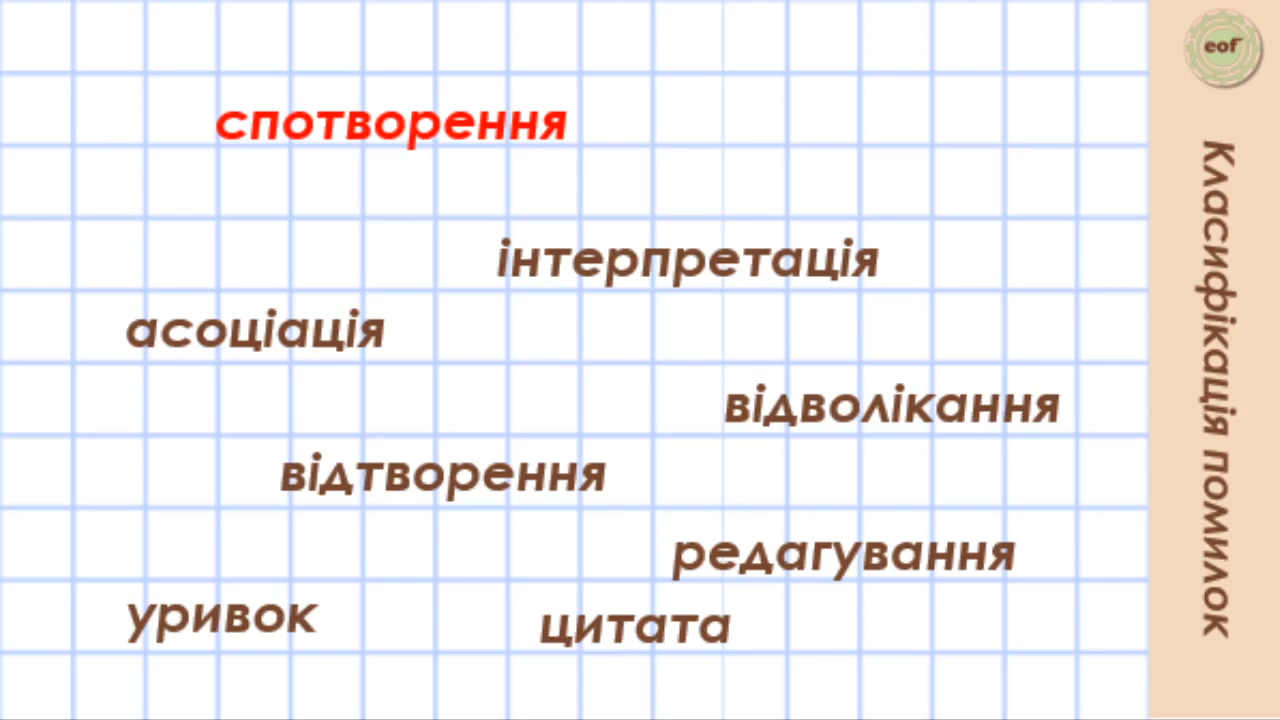 спотворення
інтерпретація
асоціація
відволікання
відтворення
редагування
уривок
цитата
eof
Класифікація помилок